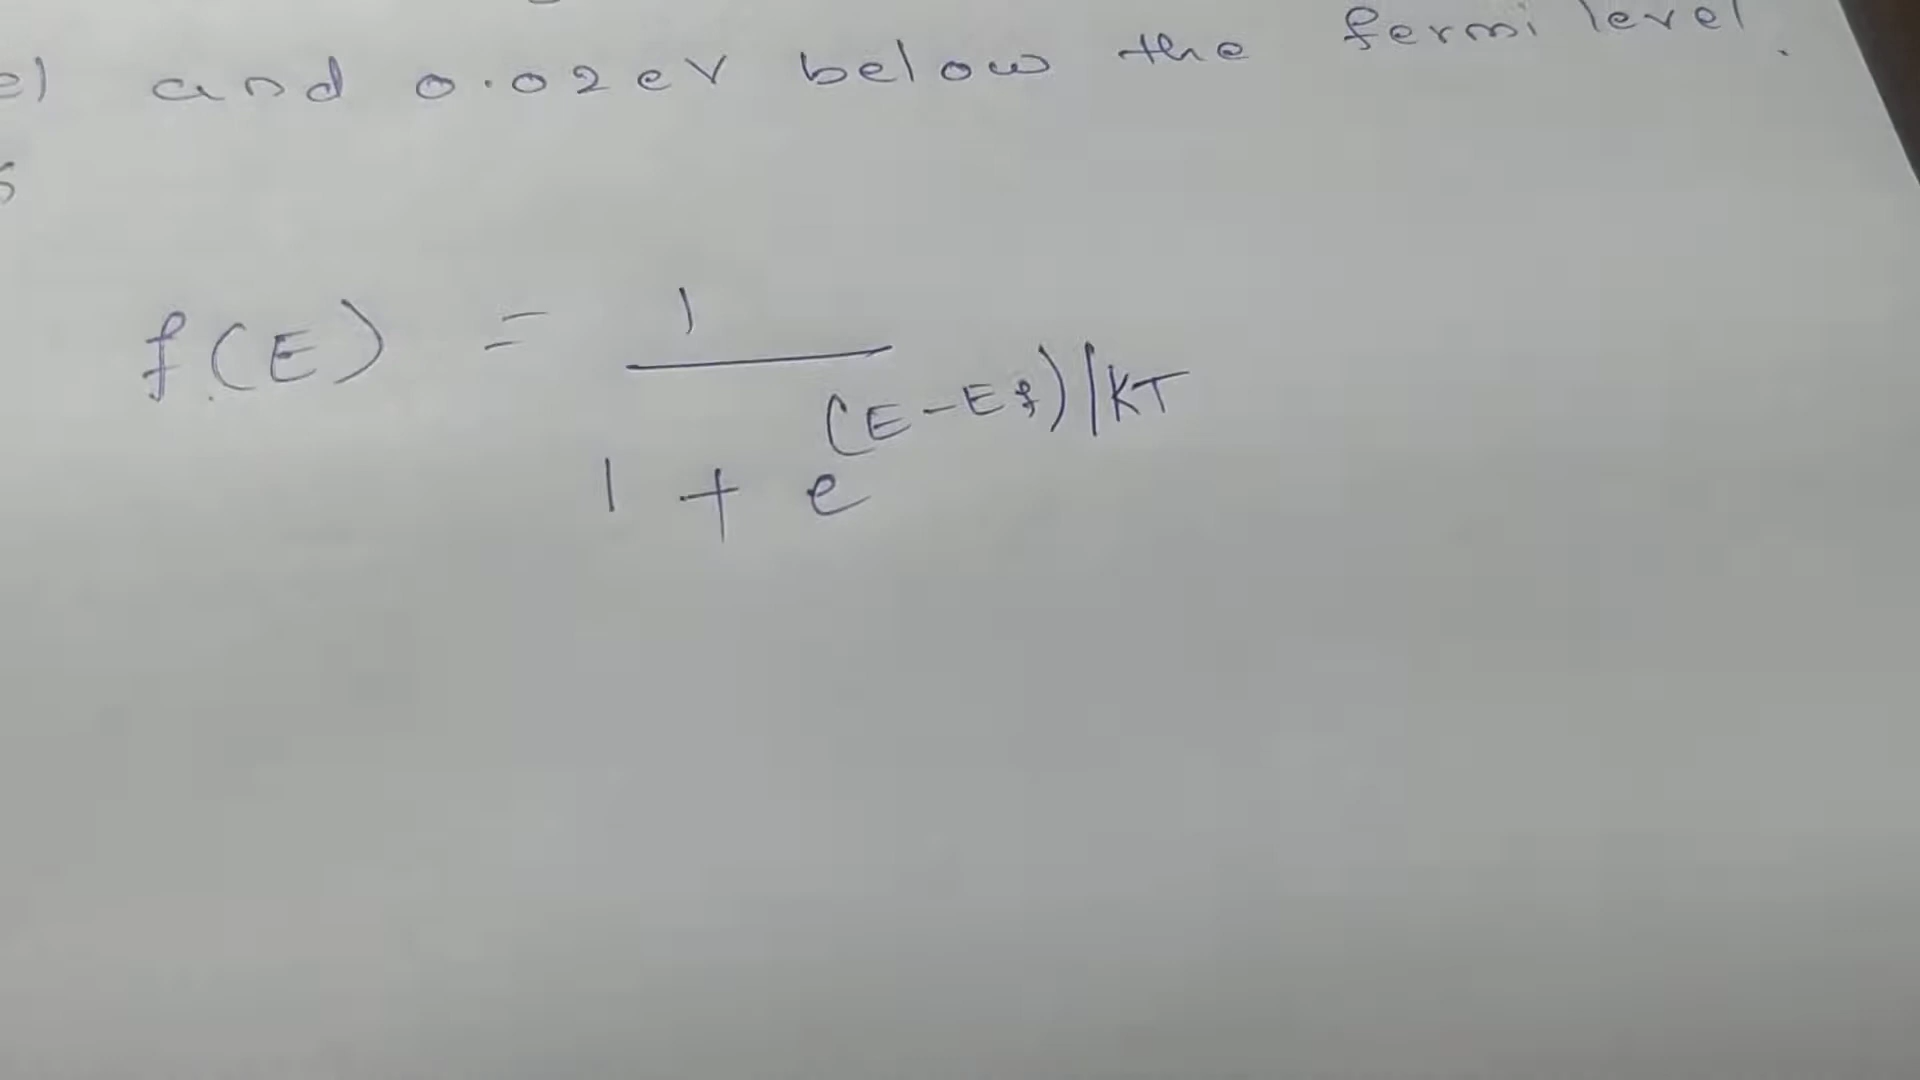 and 0.02eV below the fermi level.
f(E) = 1 / 1 + e^(E-Ef)/KT